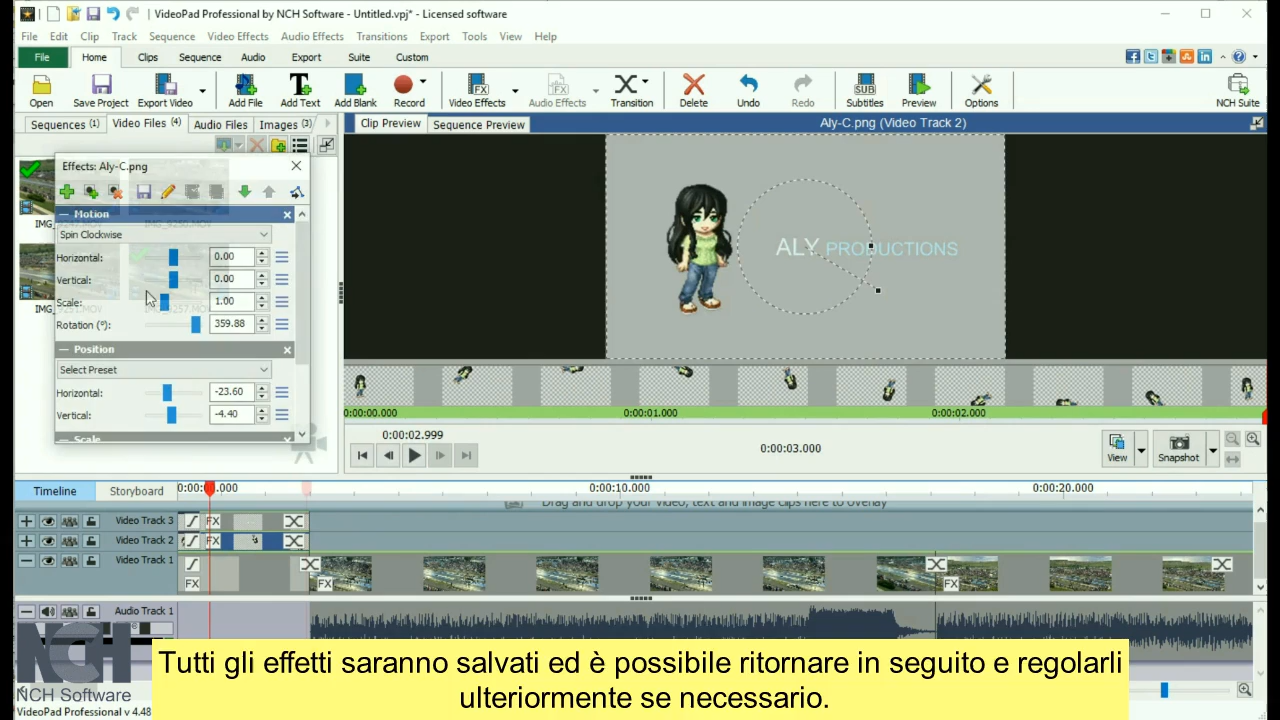 VideoPad Professional by NCH Software - Untitled.vpj* - Licensed software
File Edit Clip Track Sequence Video Effects Audio Effects Transitions Export Tools View Help
File Home Clips Sequence Audio Export Suite Custom
Open Save Project Export Video Add File Add Text Add Blank Record Video Effects Audio Effects Transition Delete Undo Redo Subtitles Preview Options NCH Suite
Sequences (1) Video Files (4) Audio Files Images (3) Clip Preview Sequence Preview Aly-C.png (Video Track 2)
Effects: Aly-C.png
Motion
Spin Clockwise
Horizontal: 0.00
Vertical: 0.00
Scale: 1.00
Rotation (°): 359.88
Position
Select Preset
Horizontal: -23.60
Vertical: -4.40
Scale
ALY PRODUCTIONS
0:00:00.000 0:00:01.000 0:00:02.000
0:00:02.999 0:00:03.000
View Snapshot
Timeline Storyboard 0:00:10.000 0:00:20.000
Drag and drop your video, text and image clips here to overlay
Video Track 3 FX
Video Track 2 FX
Video Track 1
FX FX FX
Audio Track 1
NCH
NCH Software
VideoPad Professional v 4.48
Tutti gli effetti saranno salvati ed è possibile ritornare in seguito e regolarli
ulteriormente se necessario.